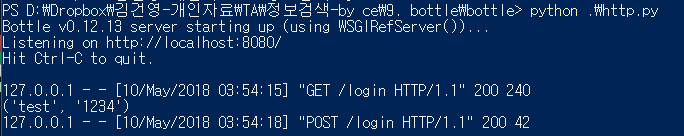 PS D:₩Dropbox₩김건영-개인자료₩TA₩정보검색-by ce₩9. bottle₩bottle> python .₩http.py
Bottle v0.12.13 server starting up (using WSGIRefServer())...
Listening on http://localhost:8080/
Hit Ctrl-C to quit.
127.0.0.1 - - [10/May/2018 03:54:15] "GET /login HTTP/1.1" 200 240
('test', '1234')
127.0.0.1 - - [10/May/2018 03:54:18] "POST /login HTTP/1.1" 200 42